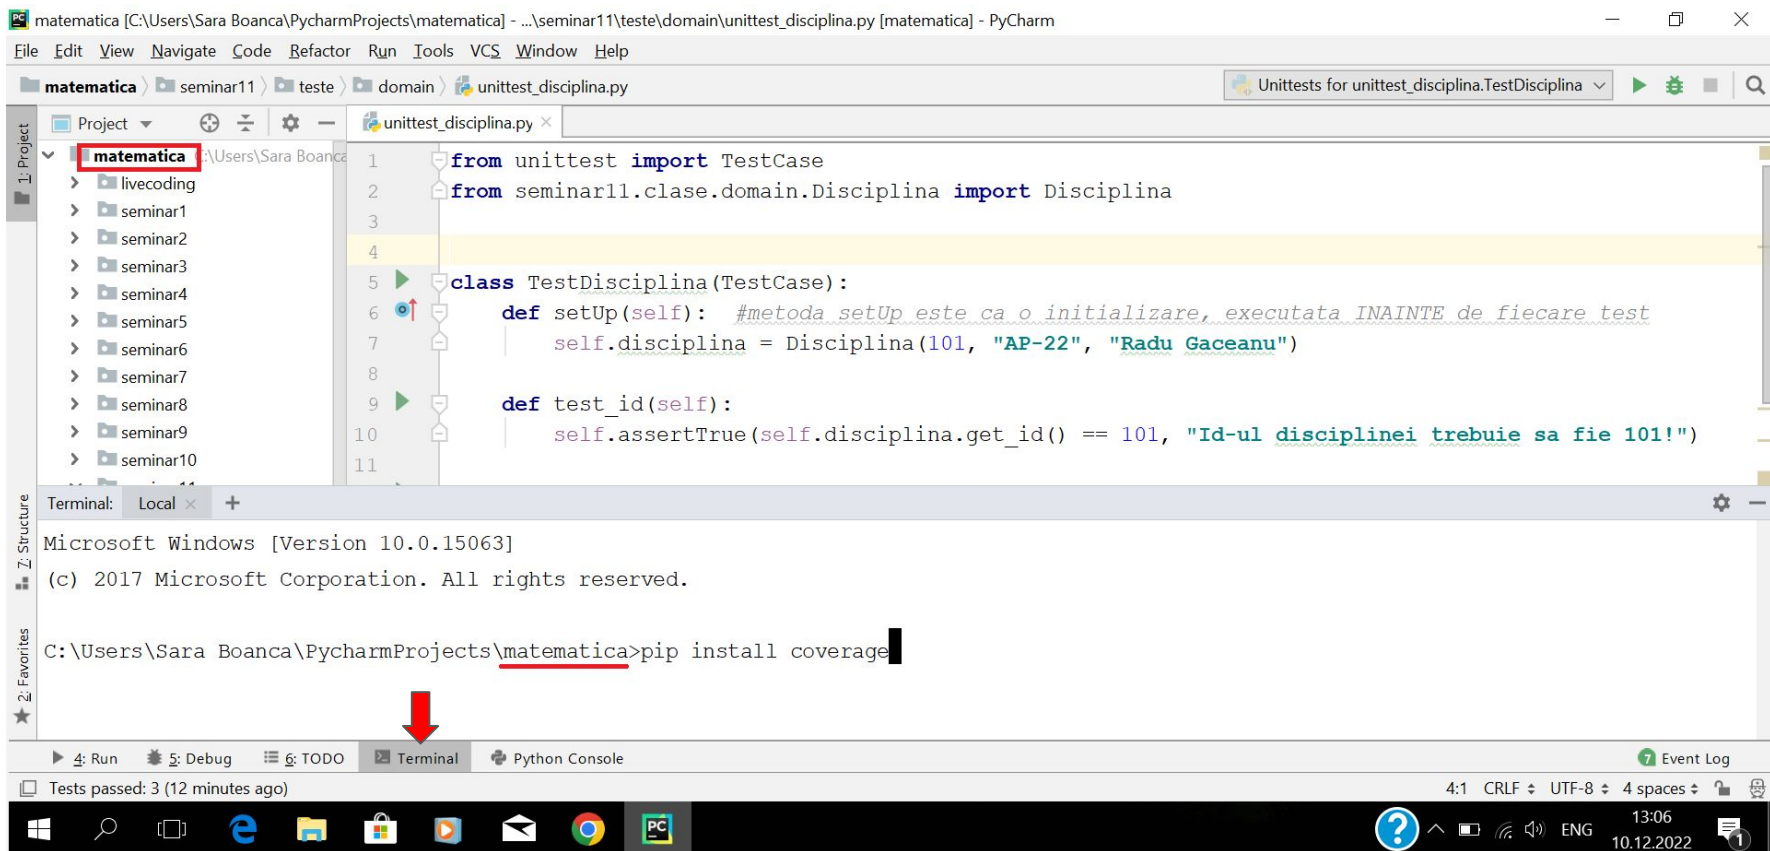 matematica [C:\Users\Sara Boanca\PycharmProjects\matematica] - ...\seminar11\teste\domain\unittest_disciplina.py [matematica] - PyCharm
File Edit View Navigate Code Refactor Run Tools VCS Window Help
matematica seminar11 teste domain unittest_disciplina.py Unittests for unittest_disciplina.TestDisciplina
1: Project
Project
unittest_disciplina.py
matematica C:\Users\Sara Boanca
livecoding
seminar1
seminar2
seminar3
seminar4
seminar5
seminar6
seminar7
seminar8
seminar9
seminar10
1 from unittest import TestCase
2 from seminar11.clase.domain.Disciplina import Disciplina
3
4
5 class TestDisciplina(TestCase):
6 def setUp(self): #metoda setUp este ca o initializare, executata INAINTE de fiecare test
7 self.disciplina = Disciplina(101, "AP-22", "Radu Gaceanu")
8
9 def test_id(self):
10 self.assertTrue(self.disciplina.get_id() == 101, "Id-ul disciplinei trebuie sa fie 101!")
11
Terminal: Local +
Z: Structure
2: Favorites
Microsoft Windows [Version 10.0.15063]
(c) 2017 Microsoft Corporation. All rights reserved.
C:\Users\Sara Boanca\PycharmProjects\matematica>pip install coverage
4: Run 5: Debug 6: TODO Terminal Python Console 7 Event Log
Tests passed: 3 (12 minutes ago) 4:1 CRLF UTF-8 4 spaces
PC ? ENG 13:06
10.12.2022 1